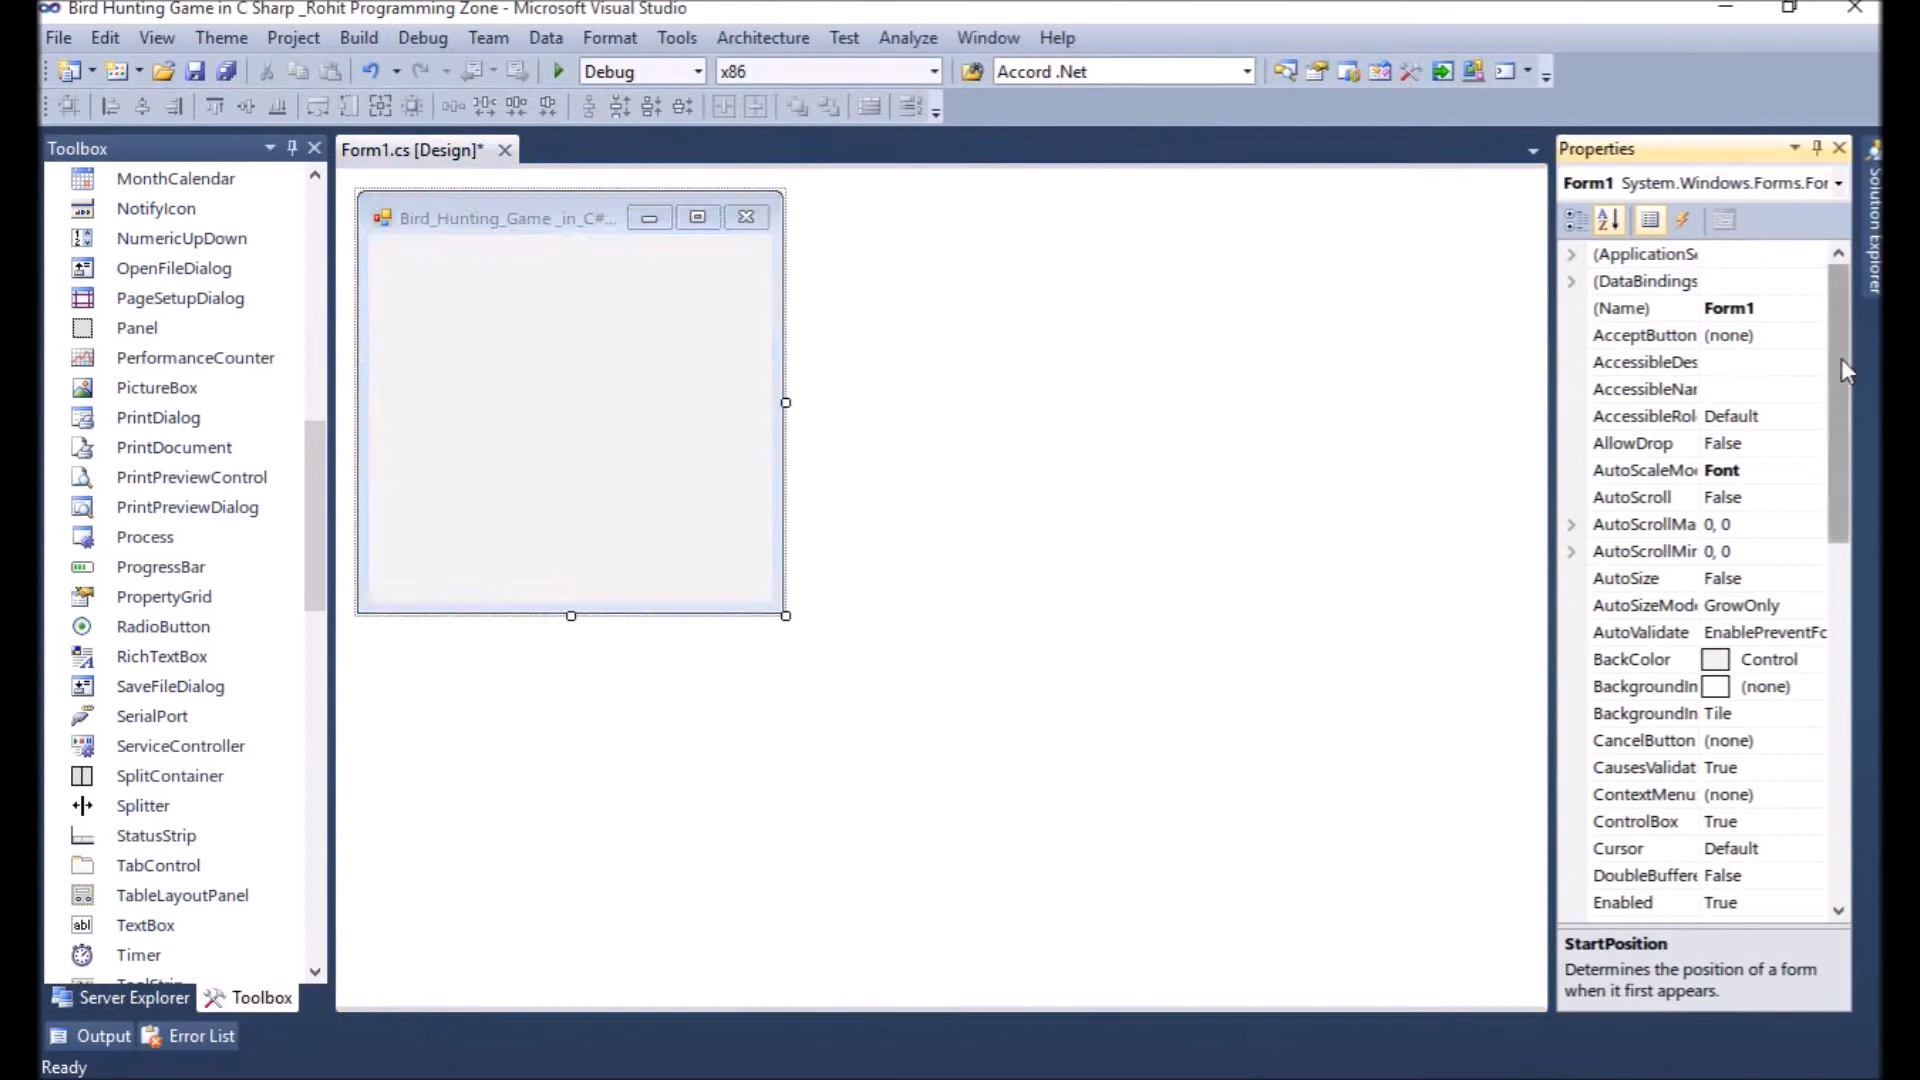 Bird Hunting Game in C Sharp _Rohit Programming Zone - Microsoft Visual Studio
File Edit View Theme Project Build Debug Team Data Format Tools Architecture Test Analyze Window Help
Debug x86 Accord .Net
Toolbox
MonthCalendar
NotifyIcon
NumericUpDown
OpenFileDialog
PageSetupDialog
Panel
PerformanceCounter
PictureBox
PrintDialog
PrintDocument
PrintPreviewControl
PrintPreviewDialog
Process
ProgressBar
PropertyGrid
RadioButton
RichTextBox
SaveFileDialog
SerialPort
ServiceController
SplitContainer
Splitter
StatusStrip
TabControl
TableLayoutPanel
TextBox
Timer
Server Explorer Toolbox
Output Error List
Ready
Form1.cs [Design]*
Bird_Hunting_Game _in_C#...
Properties
Form1 System.Windows.Forms.For
(ApplicationSe
(DataBindings
(Name) Form1
AcceptButton (none)
AccessibleDes
AccessibleNar
AccessibleRol Default
AllowDrop False
AutoScaleMo Font
AutoScroll False
AutoScrollMa 0, 0
AutoScrollMir 0, 0
AutoSize False
AutoSizeMod GrowOnly
AutoValidate EnablePreventFc
BackColor Control
BackgroundIn (none)
BackgroundIn Tile
CancelButton (none)
CausesValidat True
ContextMenu (none)
ControlBox True
Cursor Default
DoubleBuffere False
Enabled True
StartPosition
Determines the position of a form
when it first appears.
Solution Explorer